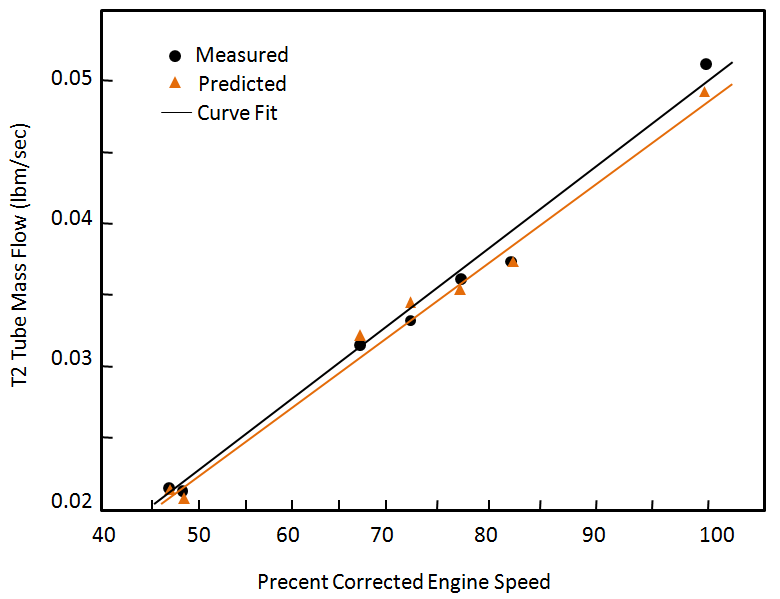 Measured
Predicted
Curve Fit
0.05
0.04
0.03
0.02
T2 Tube Mass Flow (lbm/sec)
40 50 60 70 80 90 100
Precent Corrected Engine Speed